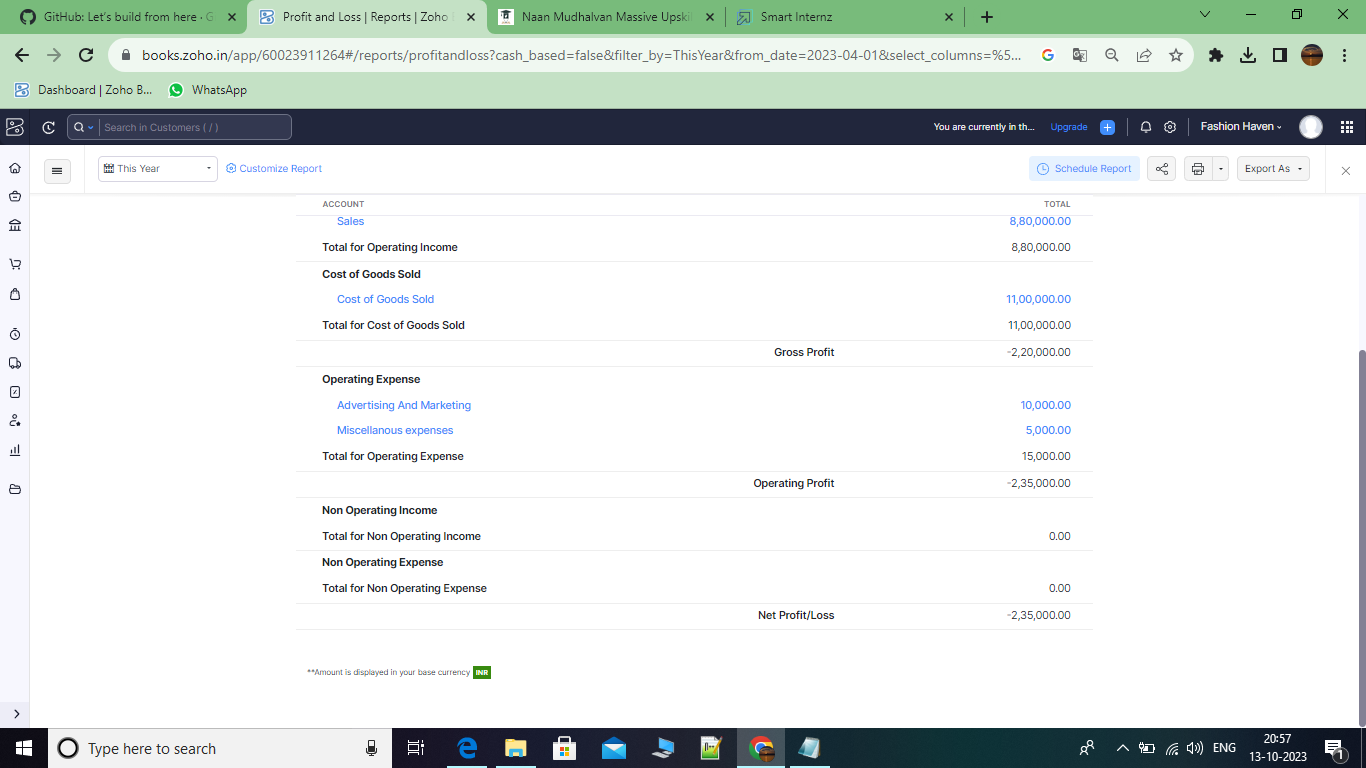 GitHub: Let's build from here · G
Profit and Loss | Reports | Zoho
Naan Mudhalvan Massive Upski
Smart Internz
books.zoho.in/app/60023911264#/reports/profitandloss?cash_based=false&filter_by=ThisYear&from_date=2023-04-01&select_columns=%5...
Dashboard | Zoho B...
WhatsApp
Search in Customers ( / )
You are currently in th...
Upgrade
Fashion Haven
This Year
Customize Report
Schedule Report
Export As
ACCOUNT TOTAL
Sales 8,80,000.00
Total for Operating Income 8,80,000.00
Cost of Goods Sold
Cost of Goods Sold 11,00,000.00
Total for Cost of Goods Sold 11,00,000.00
Gross Profit -2,20,000.00
Operating Expense
Advertising And Marketing 10,000.00
Miscellanous expenses 5,000.00
Total for Operating Expense 15,000.00
Operating Profit -2,35,000.00
Non Operating Income
Total for Non Operating Income 0.00
Non Operating Expense
Total for Non Operating Expense 0.00
Net Profit/Loss -2,35,000.00
**Amount is displayed in your base currency INR
Type here to search
ENG
20:57
13-10-2023
1